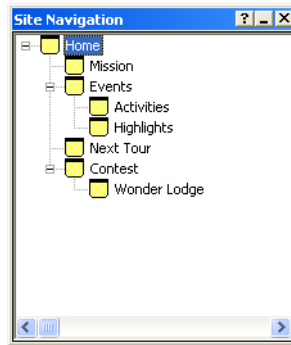 Site Navigation
Home
Mission
Events
Activities
Highlights
Next Tour
Contest
Wonder Lodge